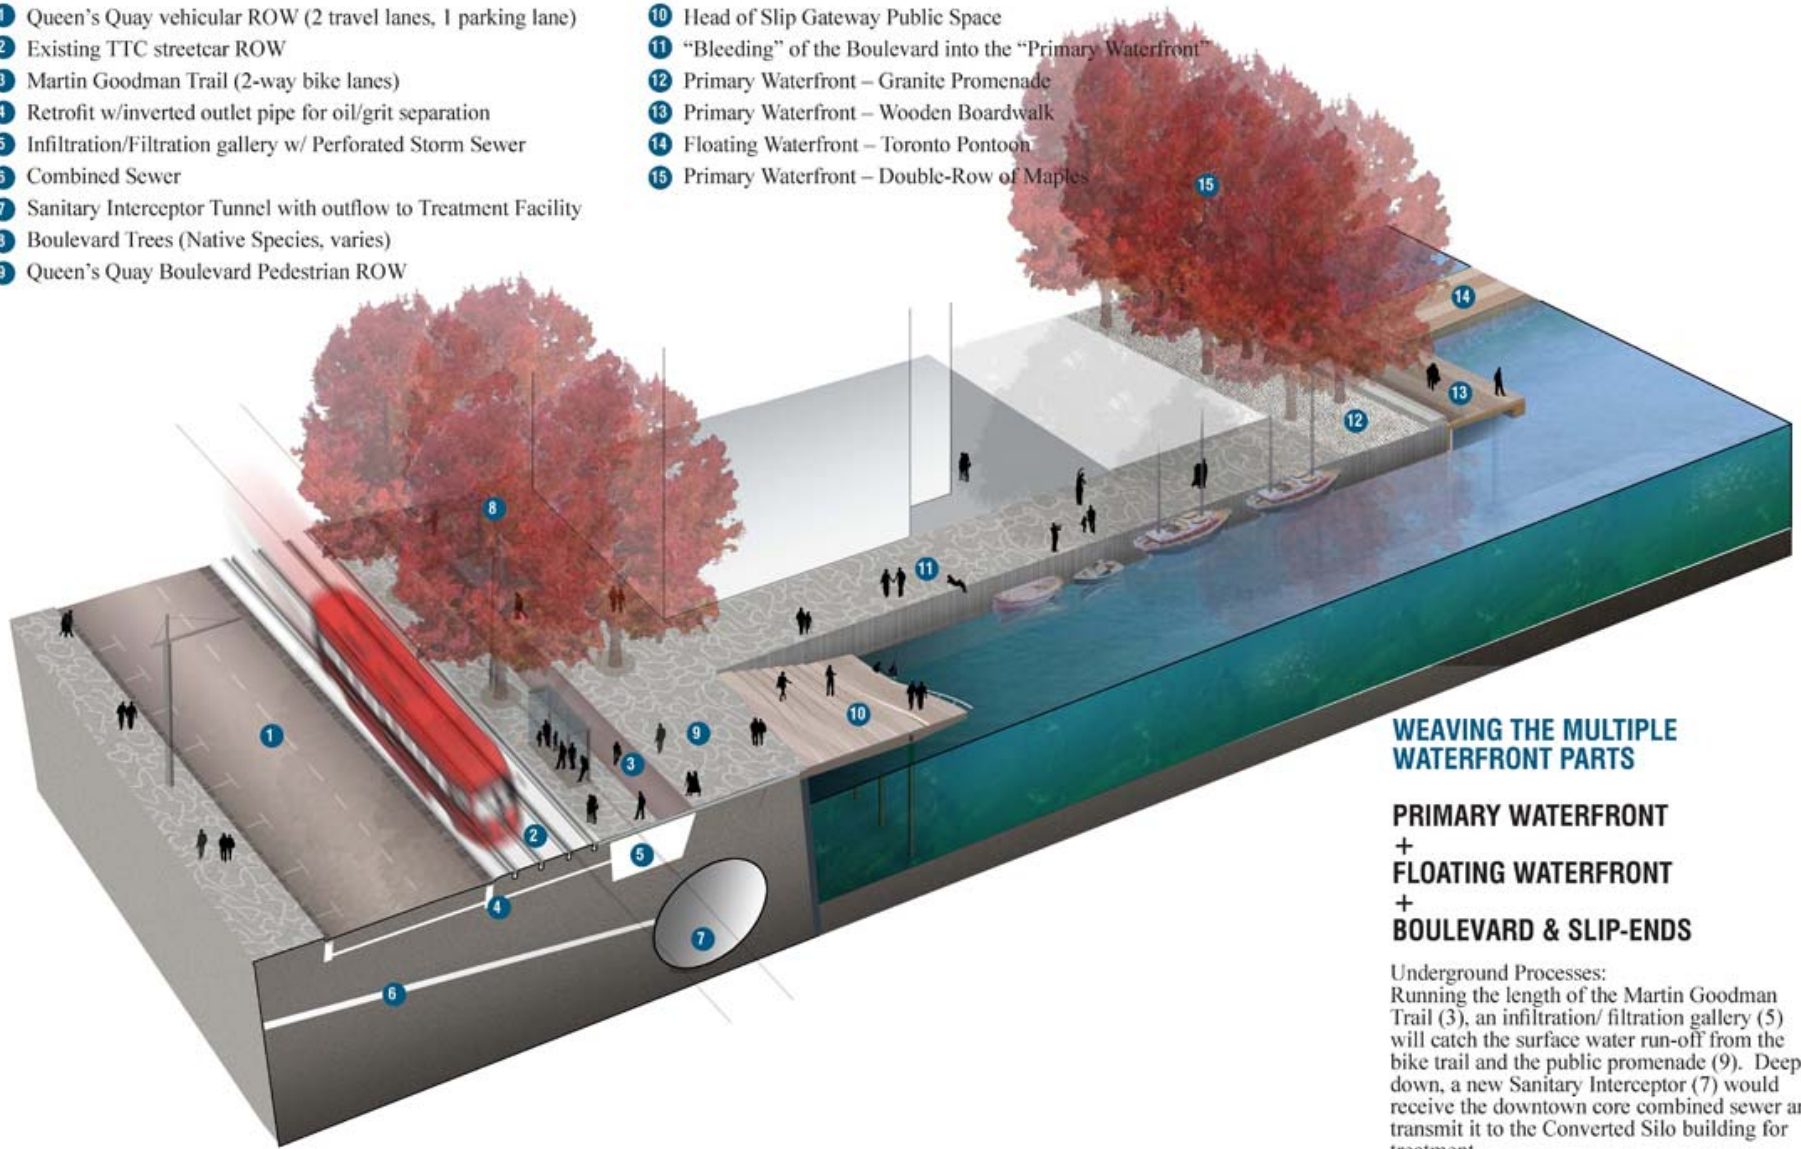 1 Queen's Quay vehicular ROW (2 travel lanes, 1 parking lane)
2 Existing TTC streetcar ROW
3 Martin Goodman Trail (2-way bike lanes)
4 Retrofit w/inverted outlet pipe for oil/grit separation
5 Infiltration/Filtration gallery w/ Perforated Storm Sewer
6 Combined Sewer
7 Sanitary Interceptor Tunnel with outflow to Treatment Facility
8 Boulevard Trees (Native Species, varies)
9 Queen's Quay Boulevard Pedestrian ROW
10 Head of Slip Gateway Public Space
11 "Bleeding" of the Boulevard into the "Primary Waterfront"
12 Primary Waterfront – Granite Promenade
13 Primary Waterfront – Wooden Boardwalk
14 Floating Waterfront – Toronto Pontoon
15 Primary Waterfront – Double-Row of Maples
15
14
13
12
8
11
10
9
1
3
2
5
4
7
6
WEAVING THE MULTIPLE
WATERFRONT PARTS
PRIMARY WATERFRONT
+
FLOATING WATERFRONT
+
BOULEVARD & SLIP-ENDS
Underground Processes:
Running the length of the Martin Goodman
Trail (3), an infiltration/ filtration gallery (5)
will catch the surface water run-off from the
bike trail and the public promenade (9). Deep
down, a new Sanitary Interceptor (7) would
receive the downtown core combined sewer
transmit it to the Converted Silo building for